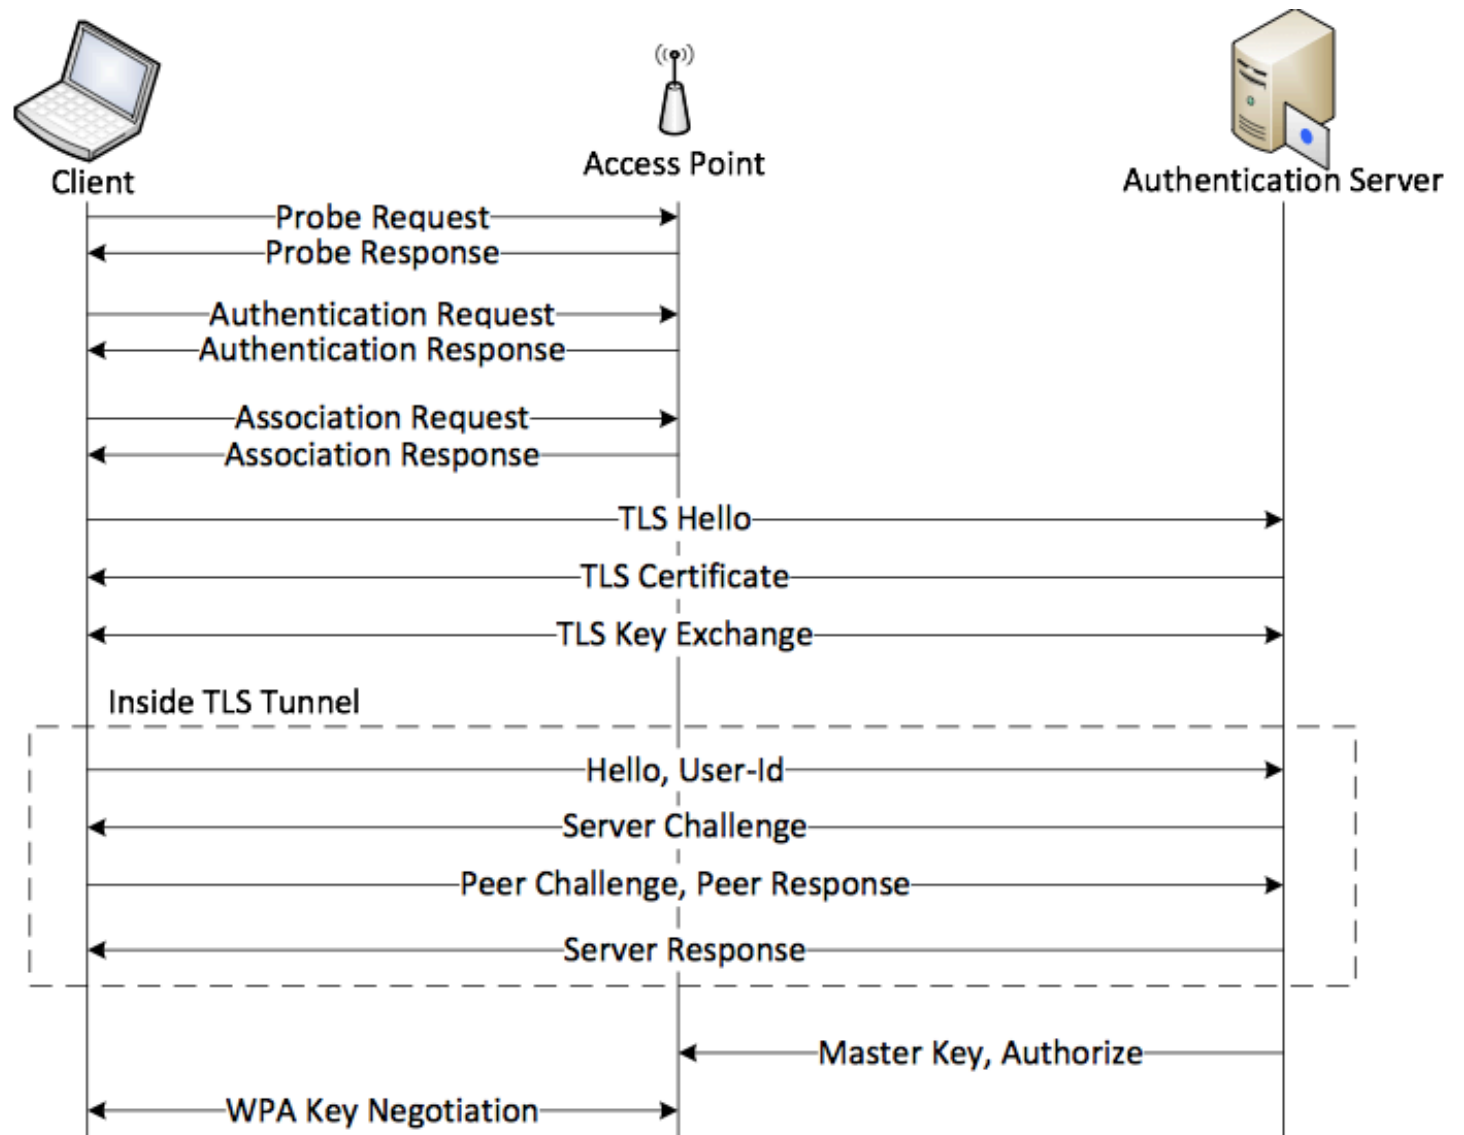 Client
Access Point
Authentication Server
Probe Request
Probe Response
Authentication Request
Authentication Response
Association Request
Association Response
TLS Hello
TLS Certificate
TLS Key Exchange
Inside TLS Tunnel
Hello, User-Id
Server Challenge
Peer Challenge, Peer Response
Server Response
Master Key, Authorize
WPA Key Negotiation